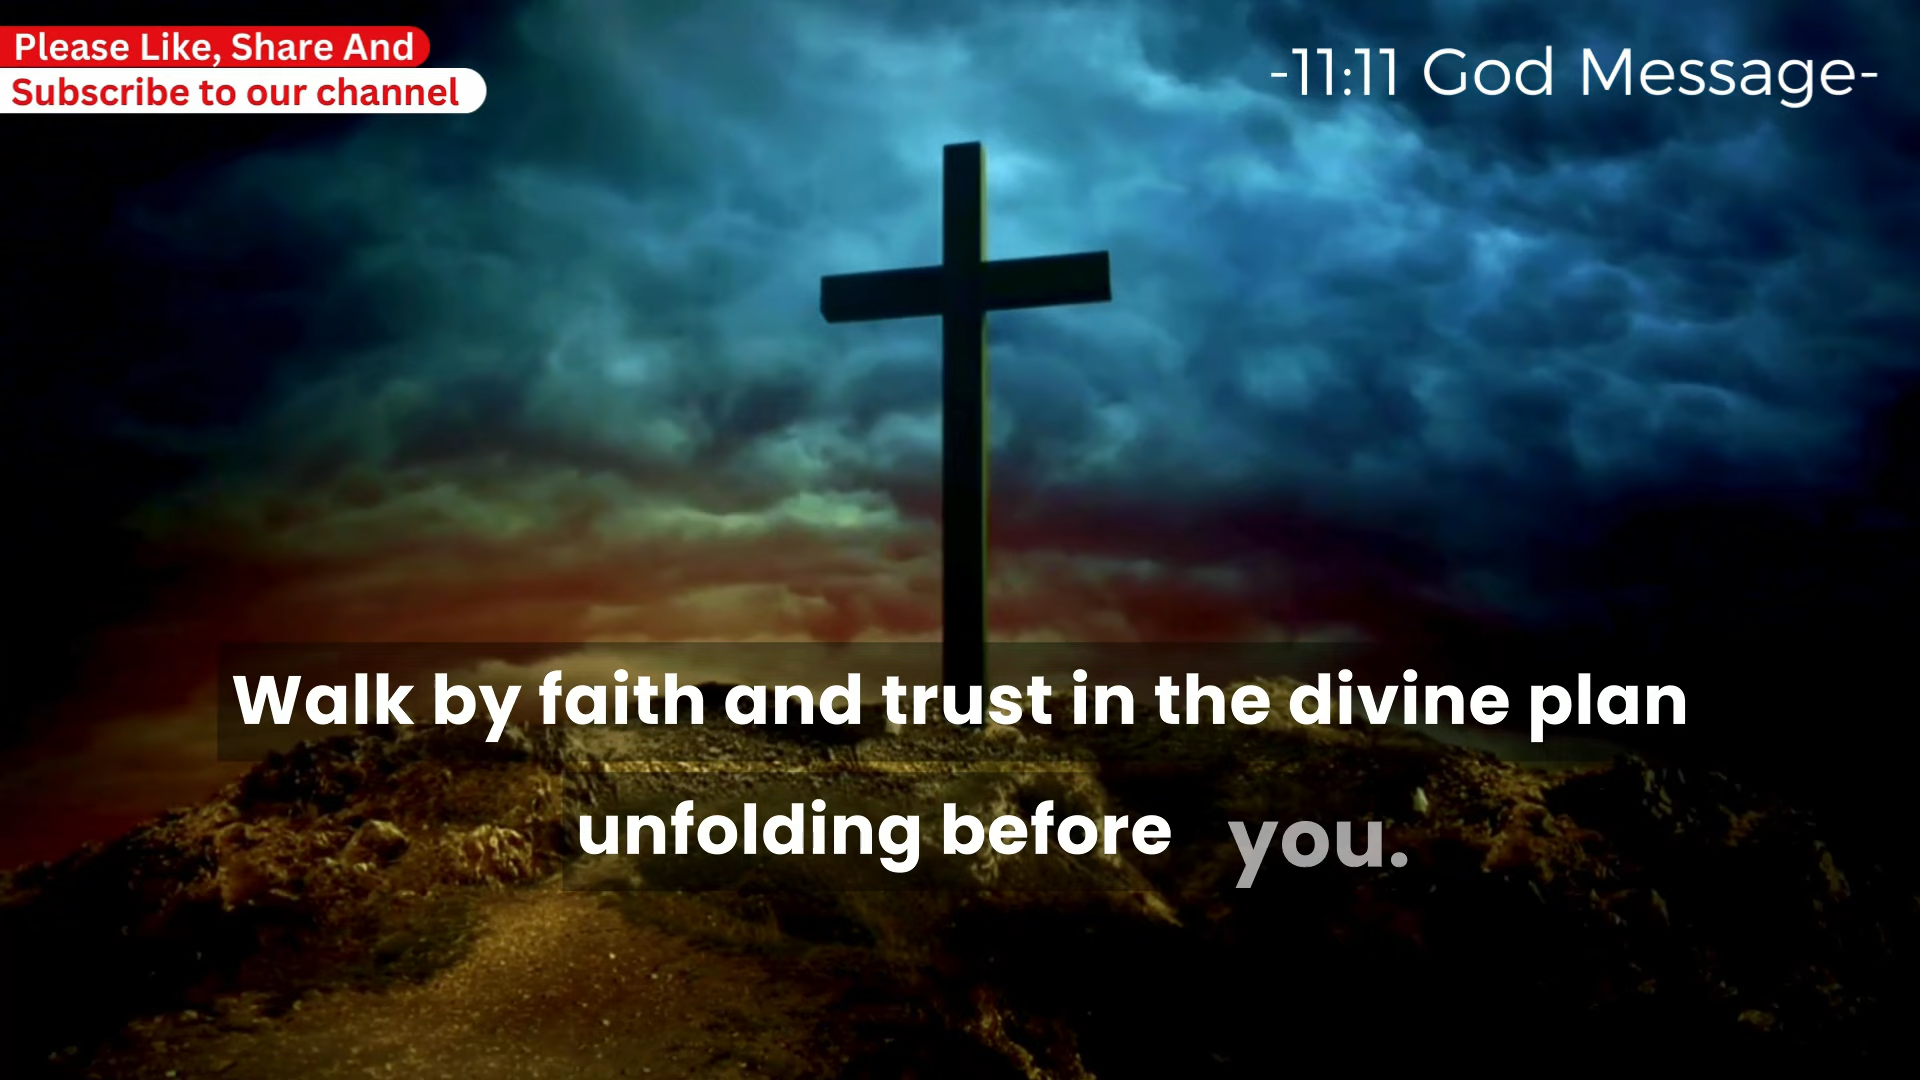 Please Like, Share And
Subscribe to our channel
-11:11 God Message-
Walk by faith and trust in the divine plan
unfolding before you.